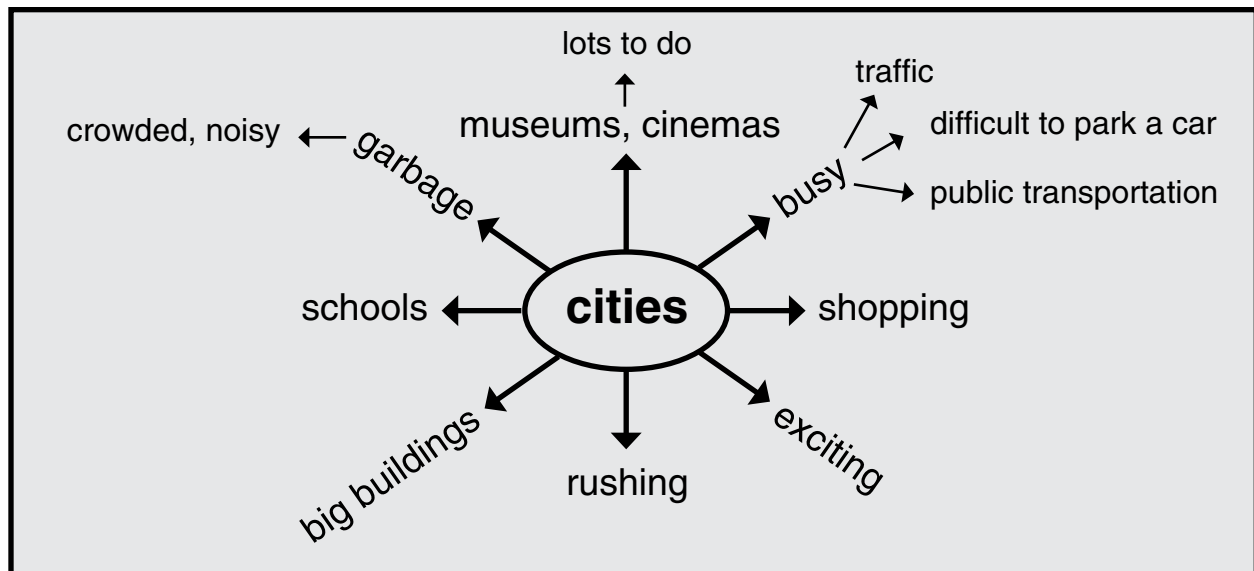 lots to do
traffic
crowded, noisy
museums, cinemas
difficult to park a car
garbage
busy
public transportation
schools
cities
shopping
big buildings
rushing
exciting